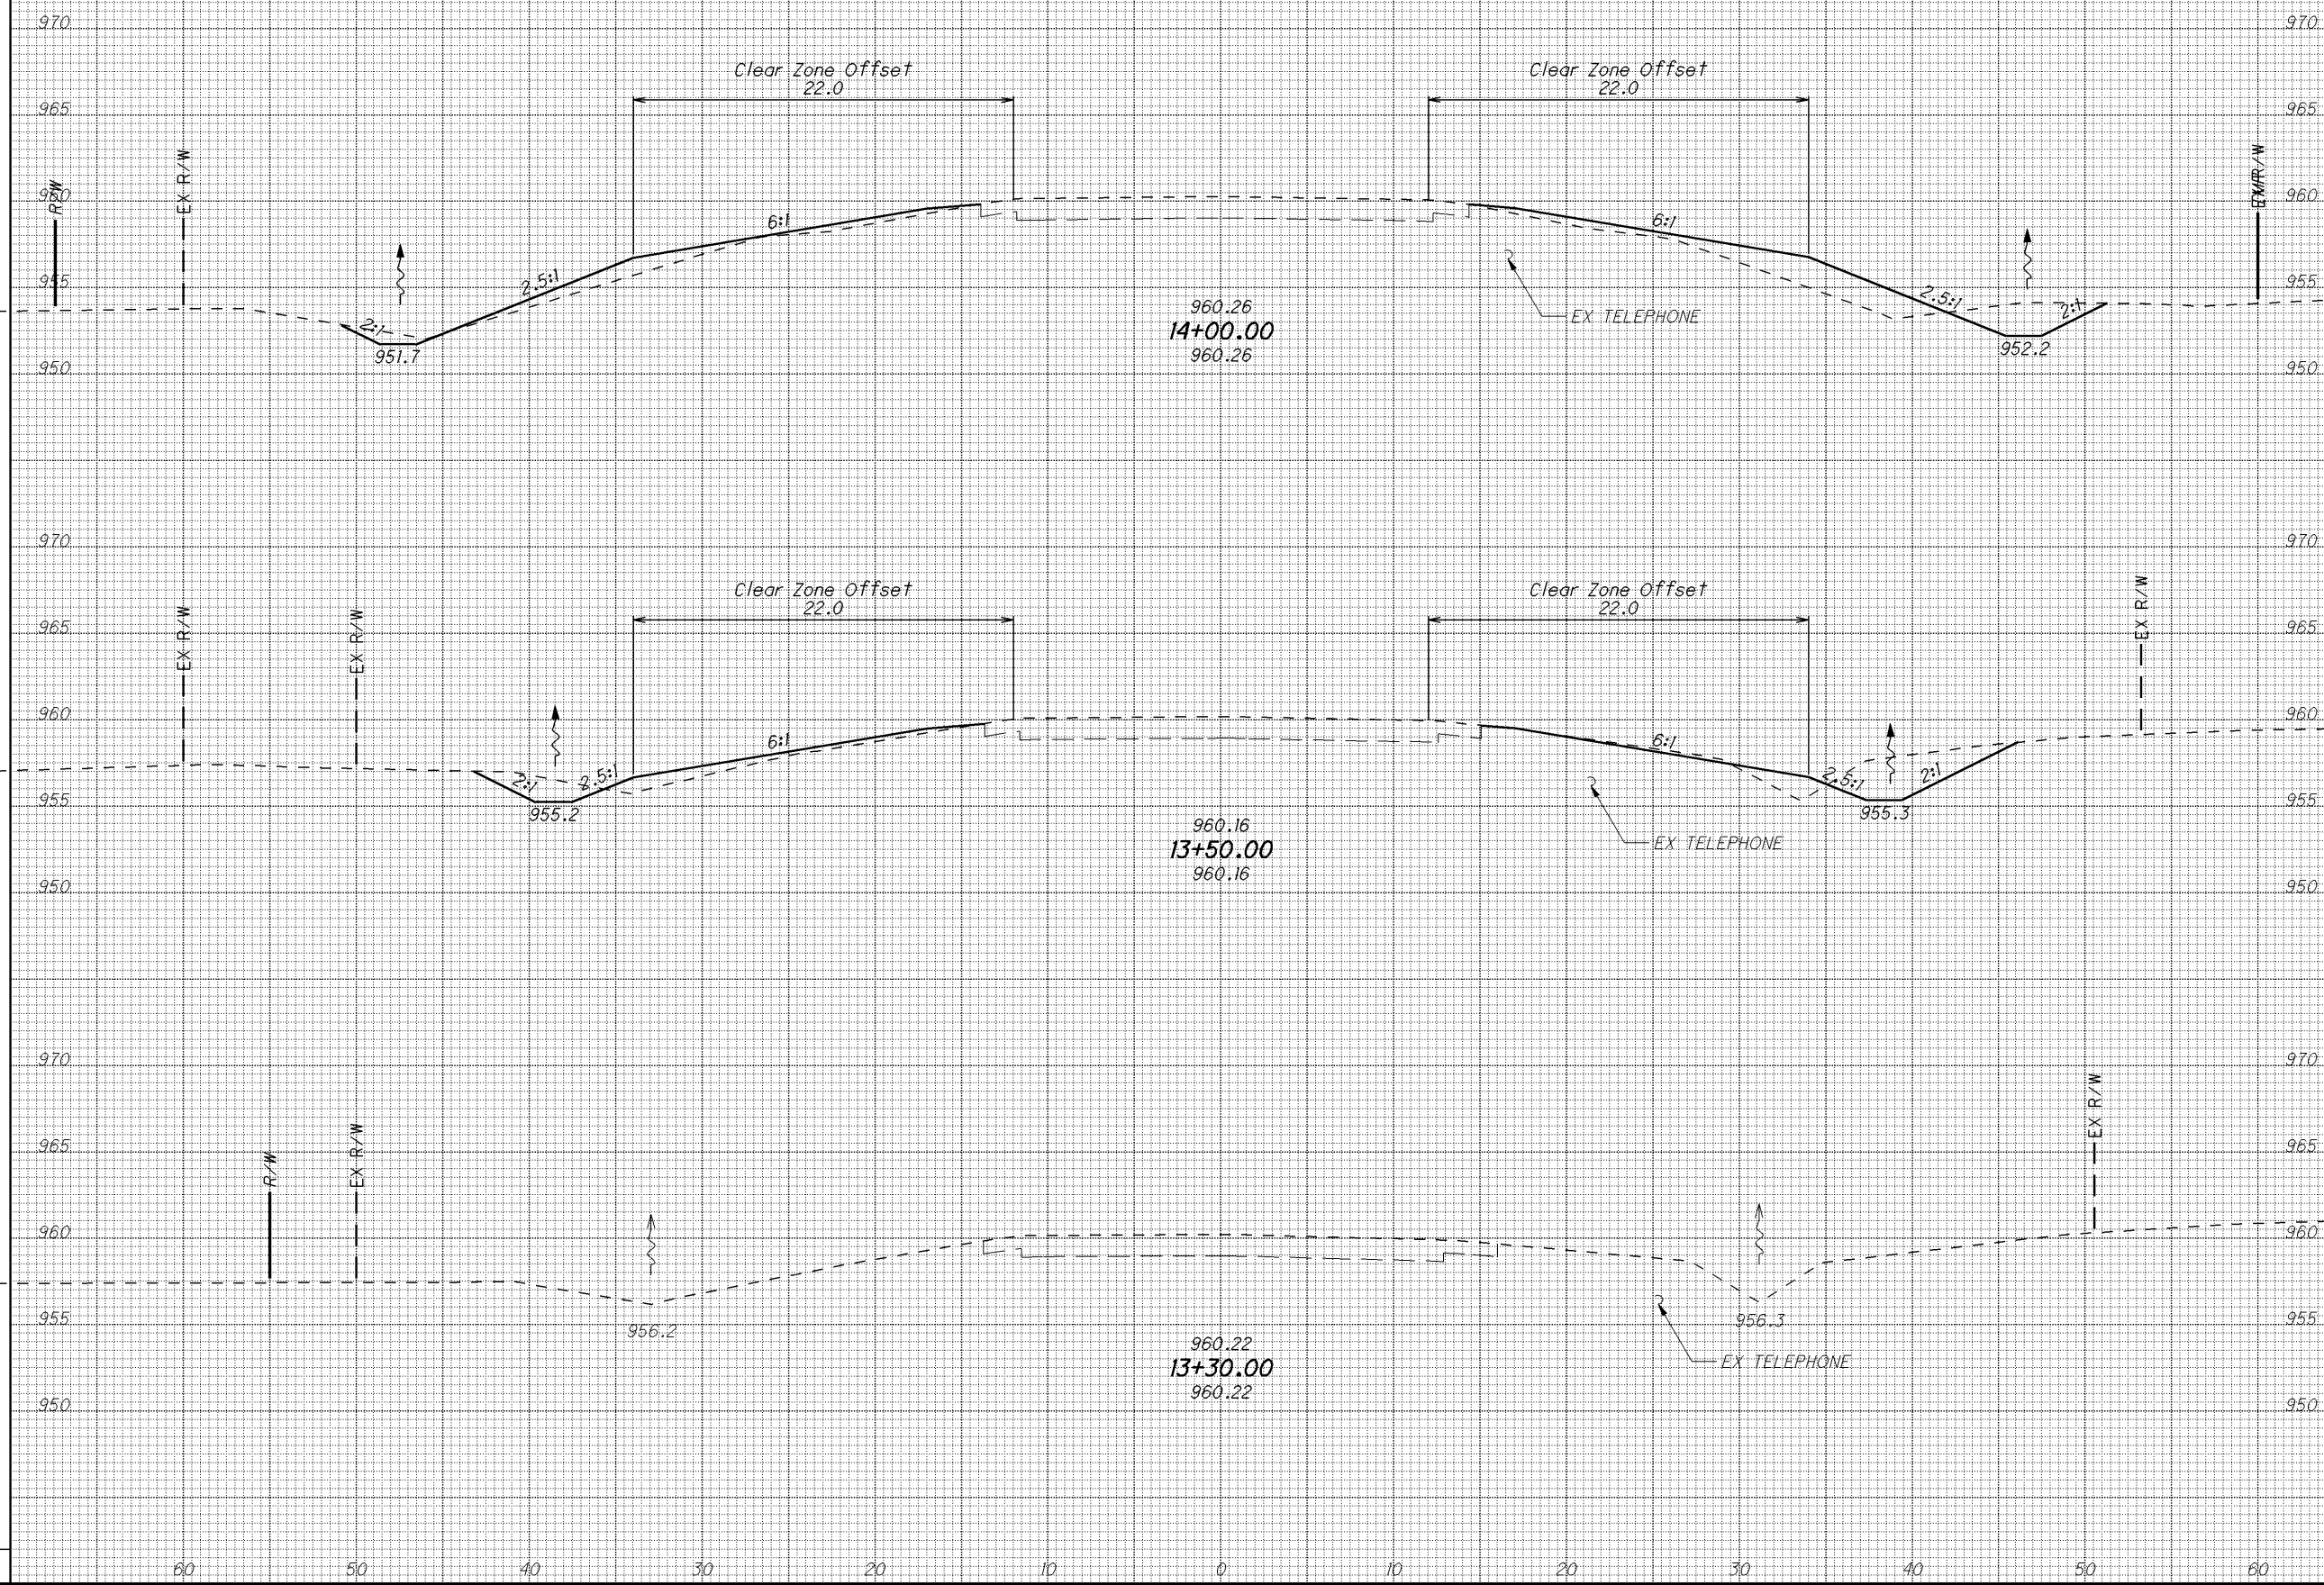 970 970
Clear Zone Offset Clear Zone Offset
22.0 22.0
965 965
R/W EX R/W 960 960
6:1 6:1
955 2.5:1 2.5:1 2:1 955
2:1
951.7 952.2
960.26
14+00.00
960.26
EX TELEPHONE
950 950
970 970
Clear Zone Offset Clear Zone Offset
22.0 22.0
965 965
EX R/W EX R/W EX R/W
960 960
6:1 6:1
2:1 2.5:1 2.5:1 2:1
955 955
955.2 955.3
960.16
13+50.00
960.16
EX TELEPHONE
950 950
970 970
965 965
R/W EX R/W EX R/W
960 960
955 955
956.2 956.3
960.22
13+30.00
960.22
EX TELEPHONE
950 950
60 50 40 30 20 10 0 10 20 30 40 50 60